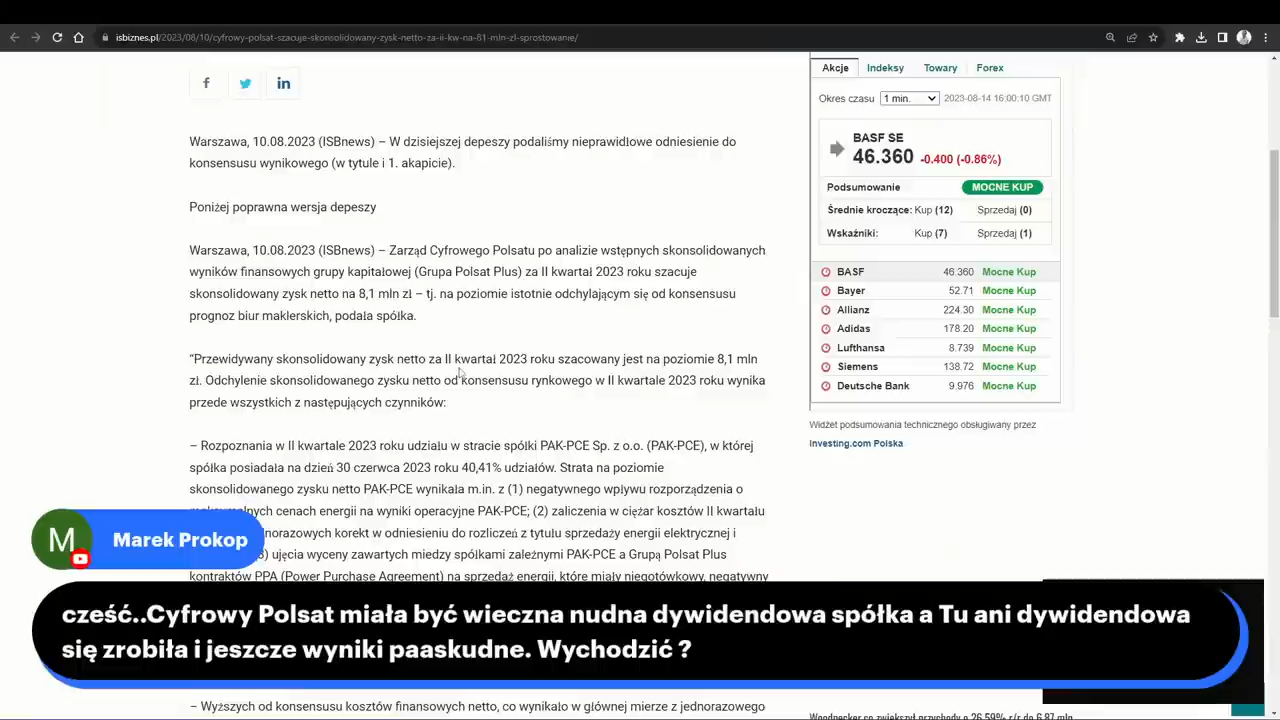 isbiznes.pl/2023/08/10/cyfrowy-polsat-szacuje-skonsolidowany-zysk-netto-za-ii-kw-na-81-mln-zl-sprostowanie/
Warszawa, 10.08.2023 (ISBnews) – W dzisiejszej depeszy podaliśmy nieprawidłowe odniesienie do
konsensusu wynikowego (w tytule i 1. akapicie).
Poniżej poprawna wersja depeszy
Warszawa, 10.08.2023 (ISBnews) – Zarząd Cyfrowego Polsatu po analizie wstępnych skonsolidowanych
wyników finansowych grupy kapitałowej (Grupa Polsat Plus) za II kwartał 2023 roku szacuje
skonsolidowany zysk netto na 8,1 mln zł – tj. na poziomie istotnie odchylającym się od konsensusu
prognoz biur maklerskich, podała spółka.
“Przewidywany skonsolidowany zysk netto za II kwartał 2023 roku szacowany jest na poziomie 8,1 mln
zł. Odchylenie skonsolidowanego zysku netto od konsensusu rynkowego w II kwartale 2023 roku wynika
przede wszystkich z następujących czynników:
– Rozpoznania w II kwartale 2023 roku udziału w stracie spółki PAK-PCE Sp. z o.o. (PAK-PCE), w której
spółka posiadała na dzień 30 czerwca 2023 roku 40,41% udziałów. Strata na poziomie
skonsolidowanego zysku netto PAK-PCE wynikała m.in. z (1) negatywnego wpływu rozporządzenia o
maksymalnych cenach energii na wyniki operacyjne PAK-PCE; (2) zaliczenia w ciężar kosztów II kwartału
jednorazowych korekt w odniesieniu do rozliczeń z tytułu sprzedaży energii elektrycznej i
ujęcia wyceny zawartych miedzy spółkami zależnymi PAK-PCE a Grupą Polsat Plus
kontraktów PPA (Power Purchase Agreement) na sprzedaż energii, które miały niegotówkowy, negatywny
– Wyższych od konsensusu kosztów finansowych netto, co wynikało w głównej mierze z jednorazowego
Akcje Indeksy Towary Forex
Okres czasu 1 min. 2023-08-14 16:00:10 GMT
BASF SE
46.360 -0.400 (-0.86%)
Podsumowanie MOCNE KUP
Średnie kroczące: Kup (12) Sprzedaj (0)
Wskaźniki: Kup (7) Sprzedaj (1)
BASF 46.360 Mocne Kup
Bayer 52.71 Mocne Kup
Allianz 224.30 Mocne Kup
Adidas 178.20 Mocne Kup
Lufthansa 8.739 Mocne Kup
Siemens 138.72 Mocne Kup
Deutsche Bank 9.976 Mocne Kup
Widżet podsumowania technicznego obsługiwany przez
Investing.com Polska
M Marek Prokop
cześć..Cyfrowy Polsat miała być wieczna nudna dywidendowa spółka a Tu ani dywidendowa
się zrobiła i jeszcze wyniki paaskudne. Wychodzić ?